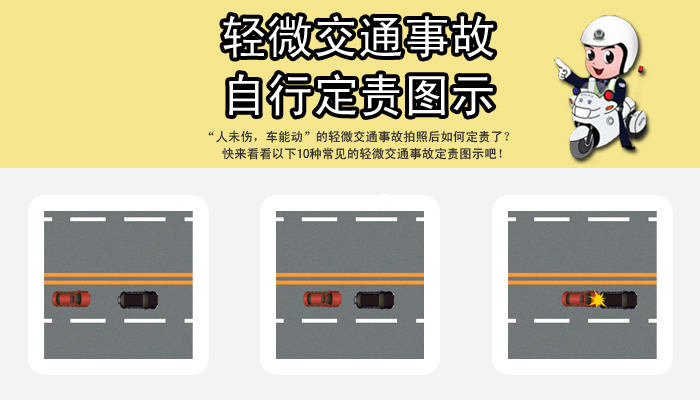 轻微交通事故
自行定责图示
“人未伤，车能动”的轻微交通事故拍照后如何定责了？
快来看看以下10种常见的轻微交通事故定责图示吧！